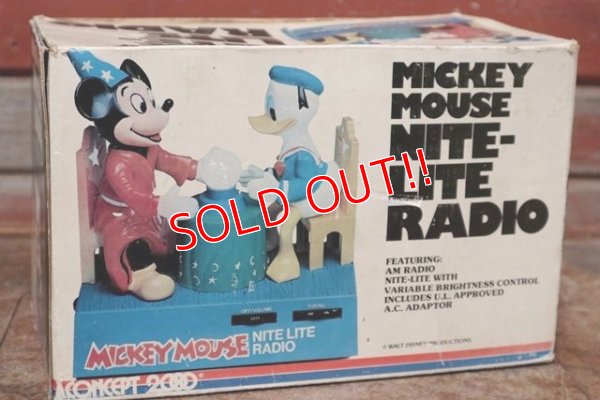 MICKEY
MOUSE
NITE-
LITE
RADIO
SOLD OUT!!
FEATURING:
AM RADIO
NITE-LITE WITH
VARIABLE BRIGHTNESS CONTROL
INCLUDES U.L. APPROVED
A.C. ADAPTOR
© WALT DISNEY PRODUCTIONS
OFF/VOLUME
TUNING
MICKEY MOUSE NITE LITE
RADIO
CONCEPT 2000